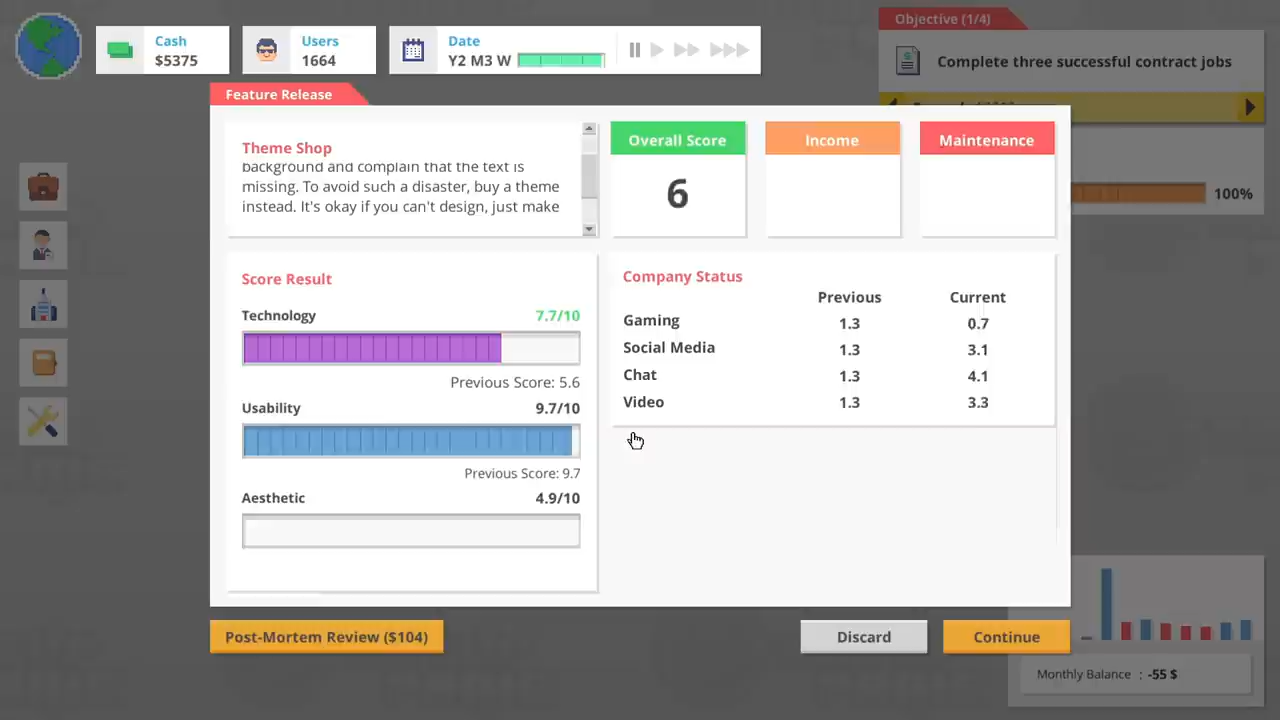 Cash
$5375
Users
1664
Date
Y2 M3 W
Objective (1/4)
Complete three successful contract jobs
100%
Feature Release
Theme Shop
background and complain that the text is
missing. To avoid such a disaster, buy a theme
instead. It's okay if you can't design, just make
Overall Score
6
Income
Maintenance
Score Result
Technology 7.7/10
Previous Score: 5.6
Usability 9.7/10
Previous Score: 9.7
Aesthetic 4.9/10
Company Status
Previous Current
Gaming 1.3 0.7
Social Media 1.3 3.1
Chat 1.3 4.1
Video 1.3 3.3
Post-Mortem Review ($104)
Discard
Continue
Monthly Balance : -55 $